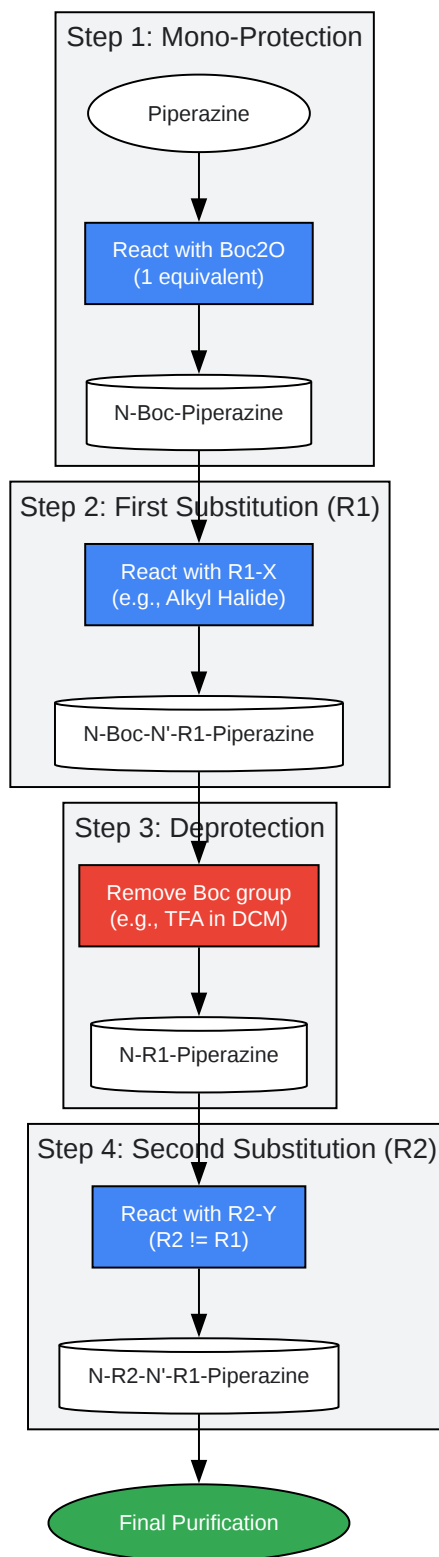 Step 1: Mono-Protection
Piperazine
React with Boc2O
(1 equivalent)
N-Boc-Piperazine
Step 2: First Substitution (R1)
React with R1-X
(e.g., Alkyl Halide)
N-Boc-N'-R1-Piperazine
Step 3: Deprotection
Remove Boc group
(e.g., TFA in DCM)
N-R1-Piperazine
Step 4: Second Substitution (R2)
React with R2-Y
(R2 != R1)
N-R2-N'-R1-Piperazine
Final Purification